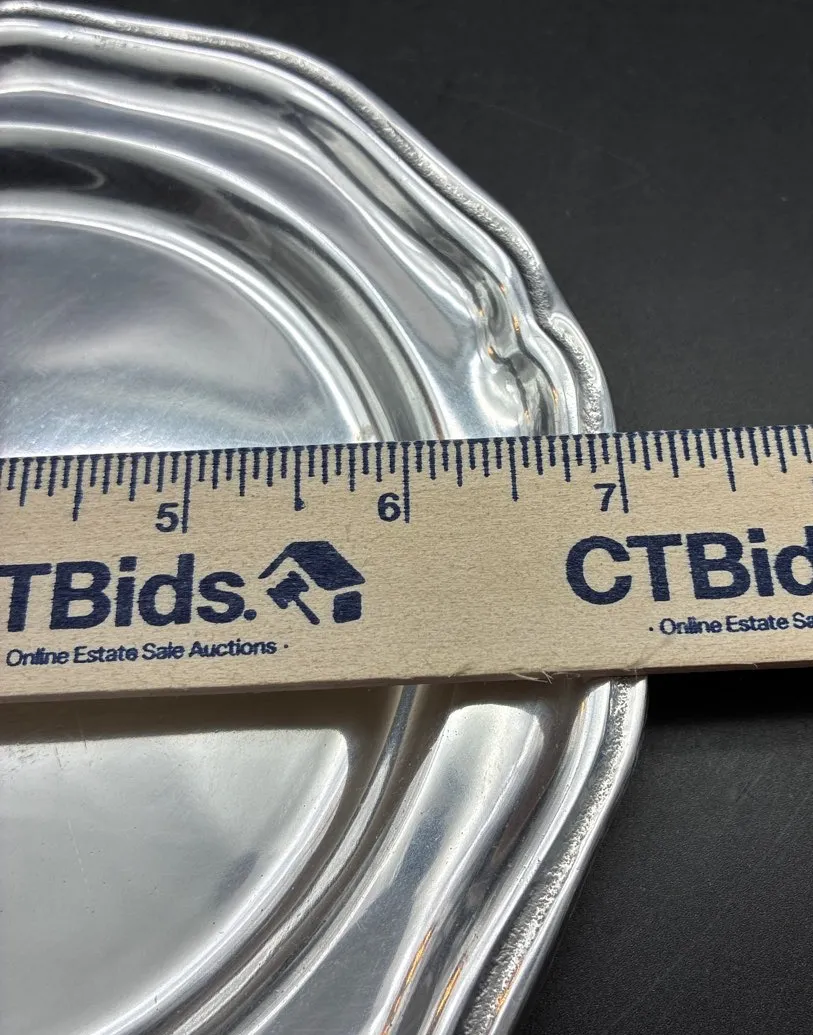 5 6 7
TBids.
Online Estate Sale Auctions ·
CTBid
· Online Estate Sa